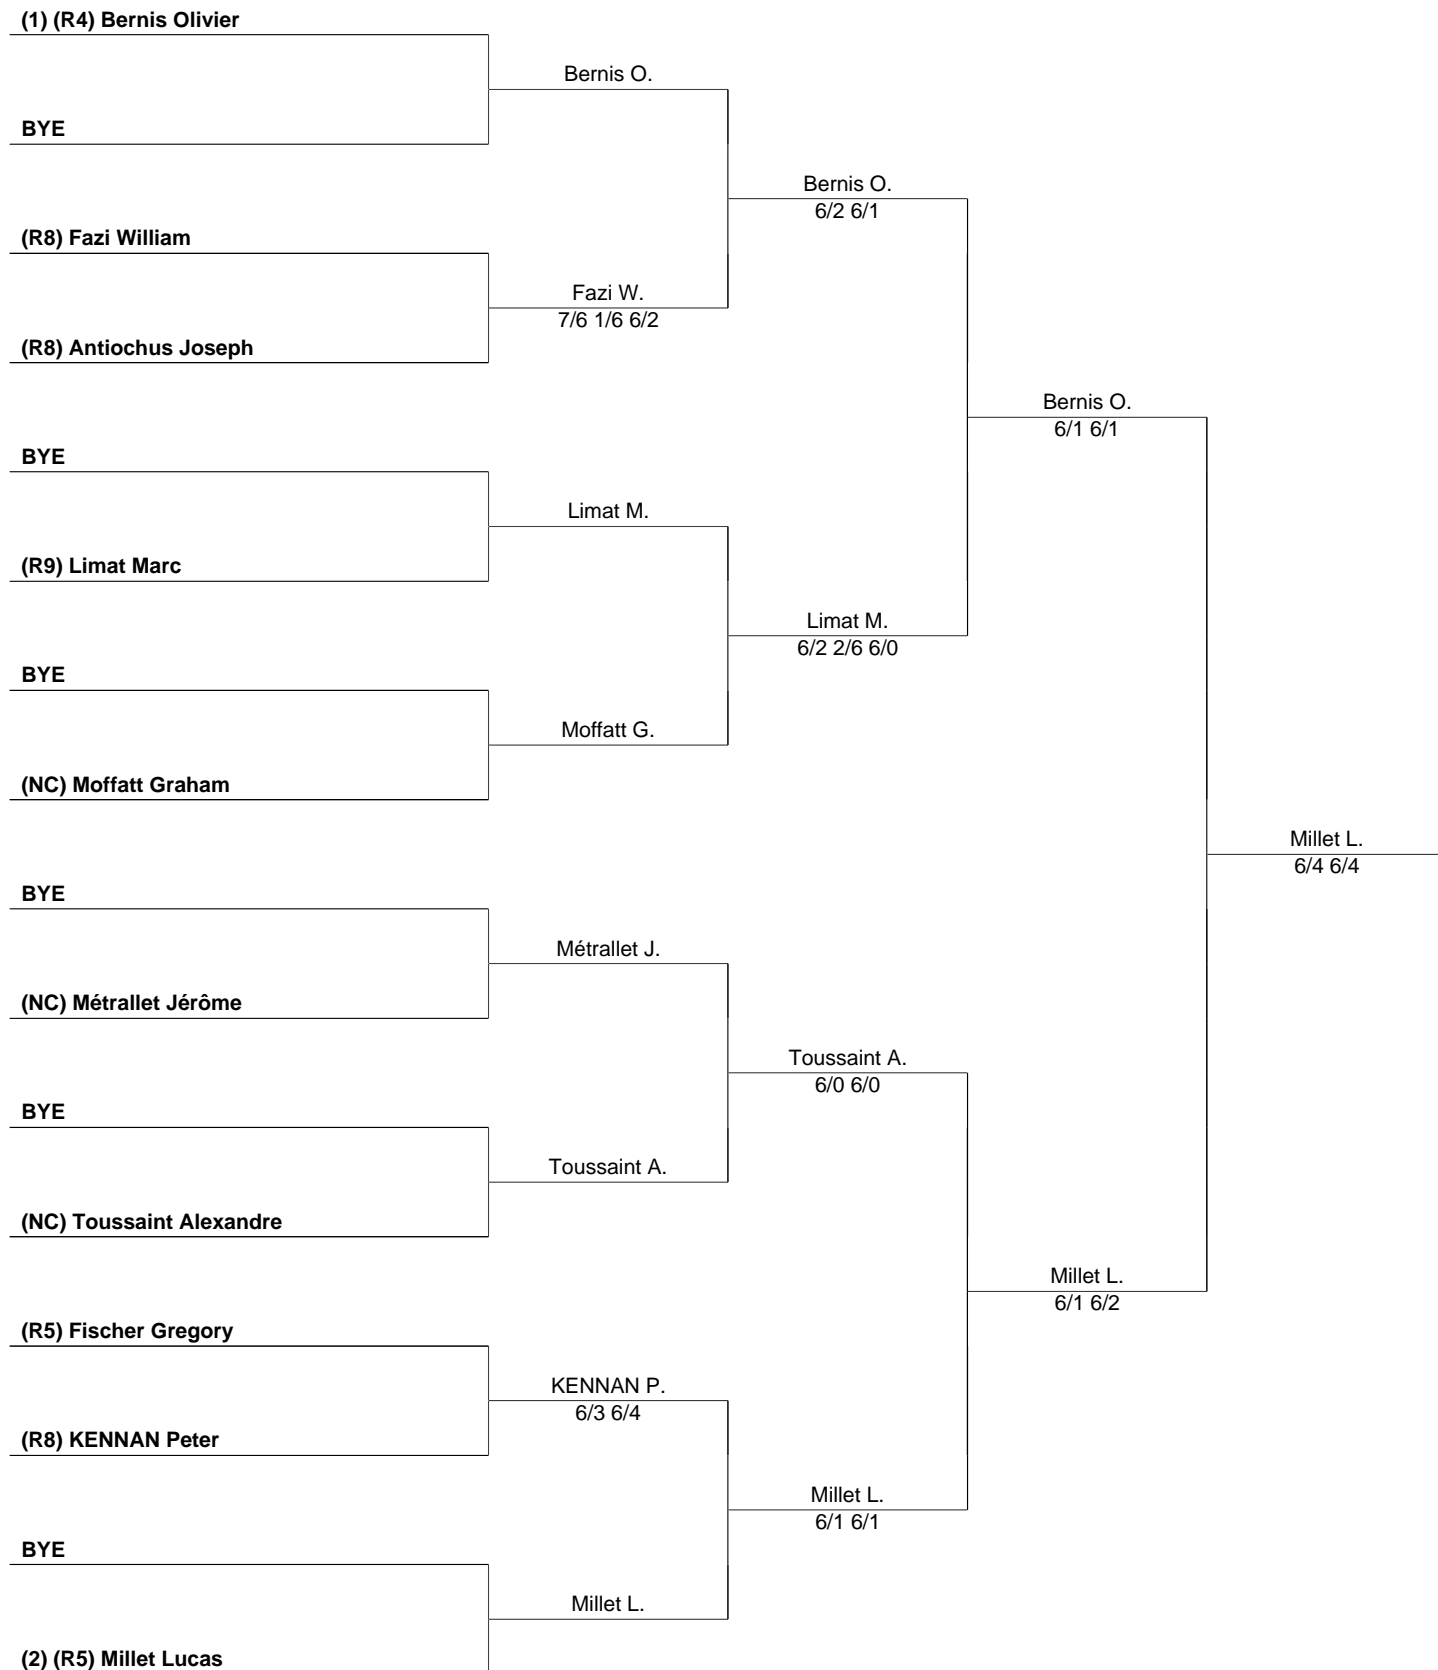 (1) (R4) Bernis Olivier
Bernis O.
BYE
Bernis O.
6/2 6/1
(R8) Fazi William
Fazi W.
7/6 1/6 6/2
(R8) Antiochus Joseph
Bernis O.
6/1 6/1
BYE
Limat M.
(R9) Limat Marc
Limat M.
6/2 2/6 6/0
BYE
Moffatt G.
(NC) Moffatt Graham
Millet L.
6/4 6/4
BYE
Métrallet J.
(NC) Métrallet Jérôme
Toussaint A.
6/0 6/0
BYE
Toussaint A.
(NC) Toussaint Alexandre
Millet L.
6/1 6/2
(R5) Fischer Gregory
KENNAN P.
6/3 6/4
(R8) KENNAN Peter
Millet L.
6/1 6/1
BYE
Millet L.
(2) (R5) Millet Lucas